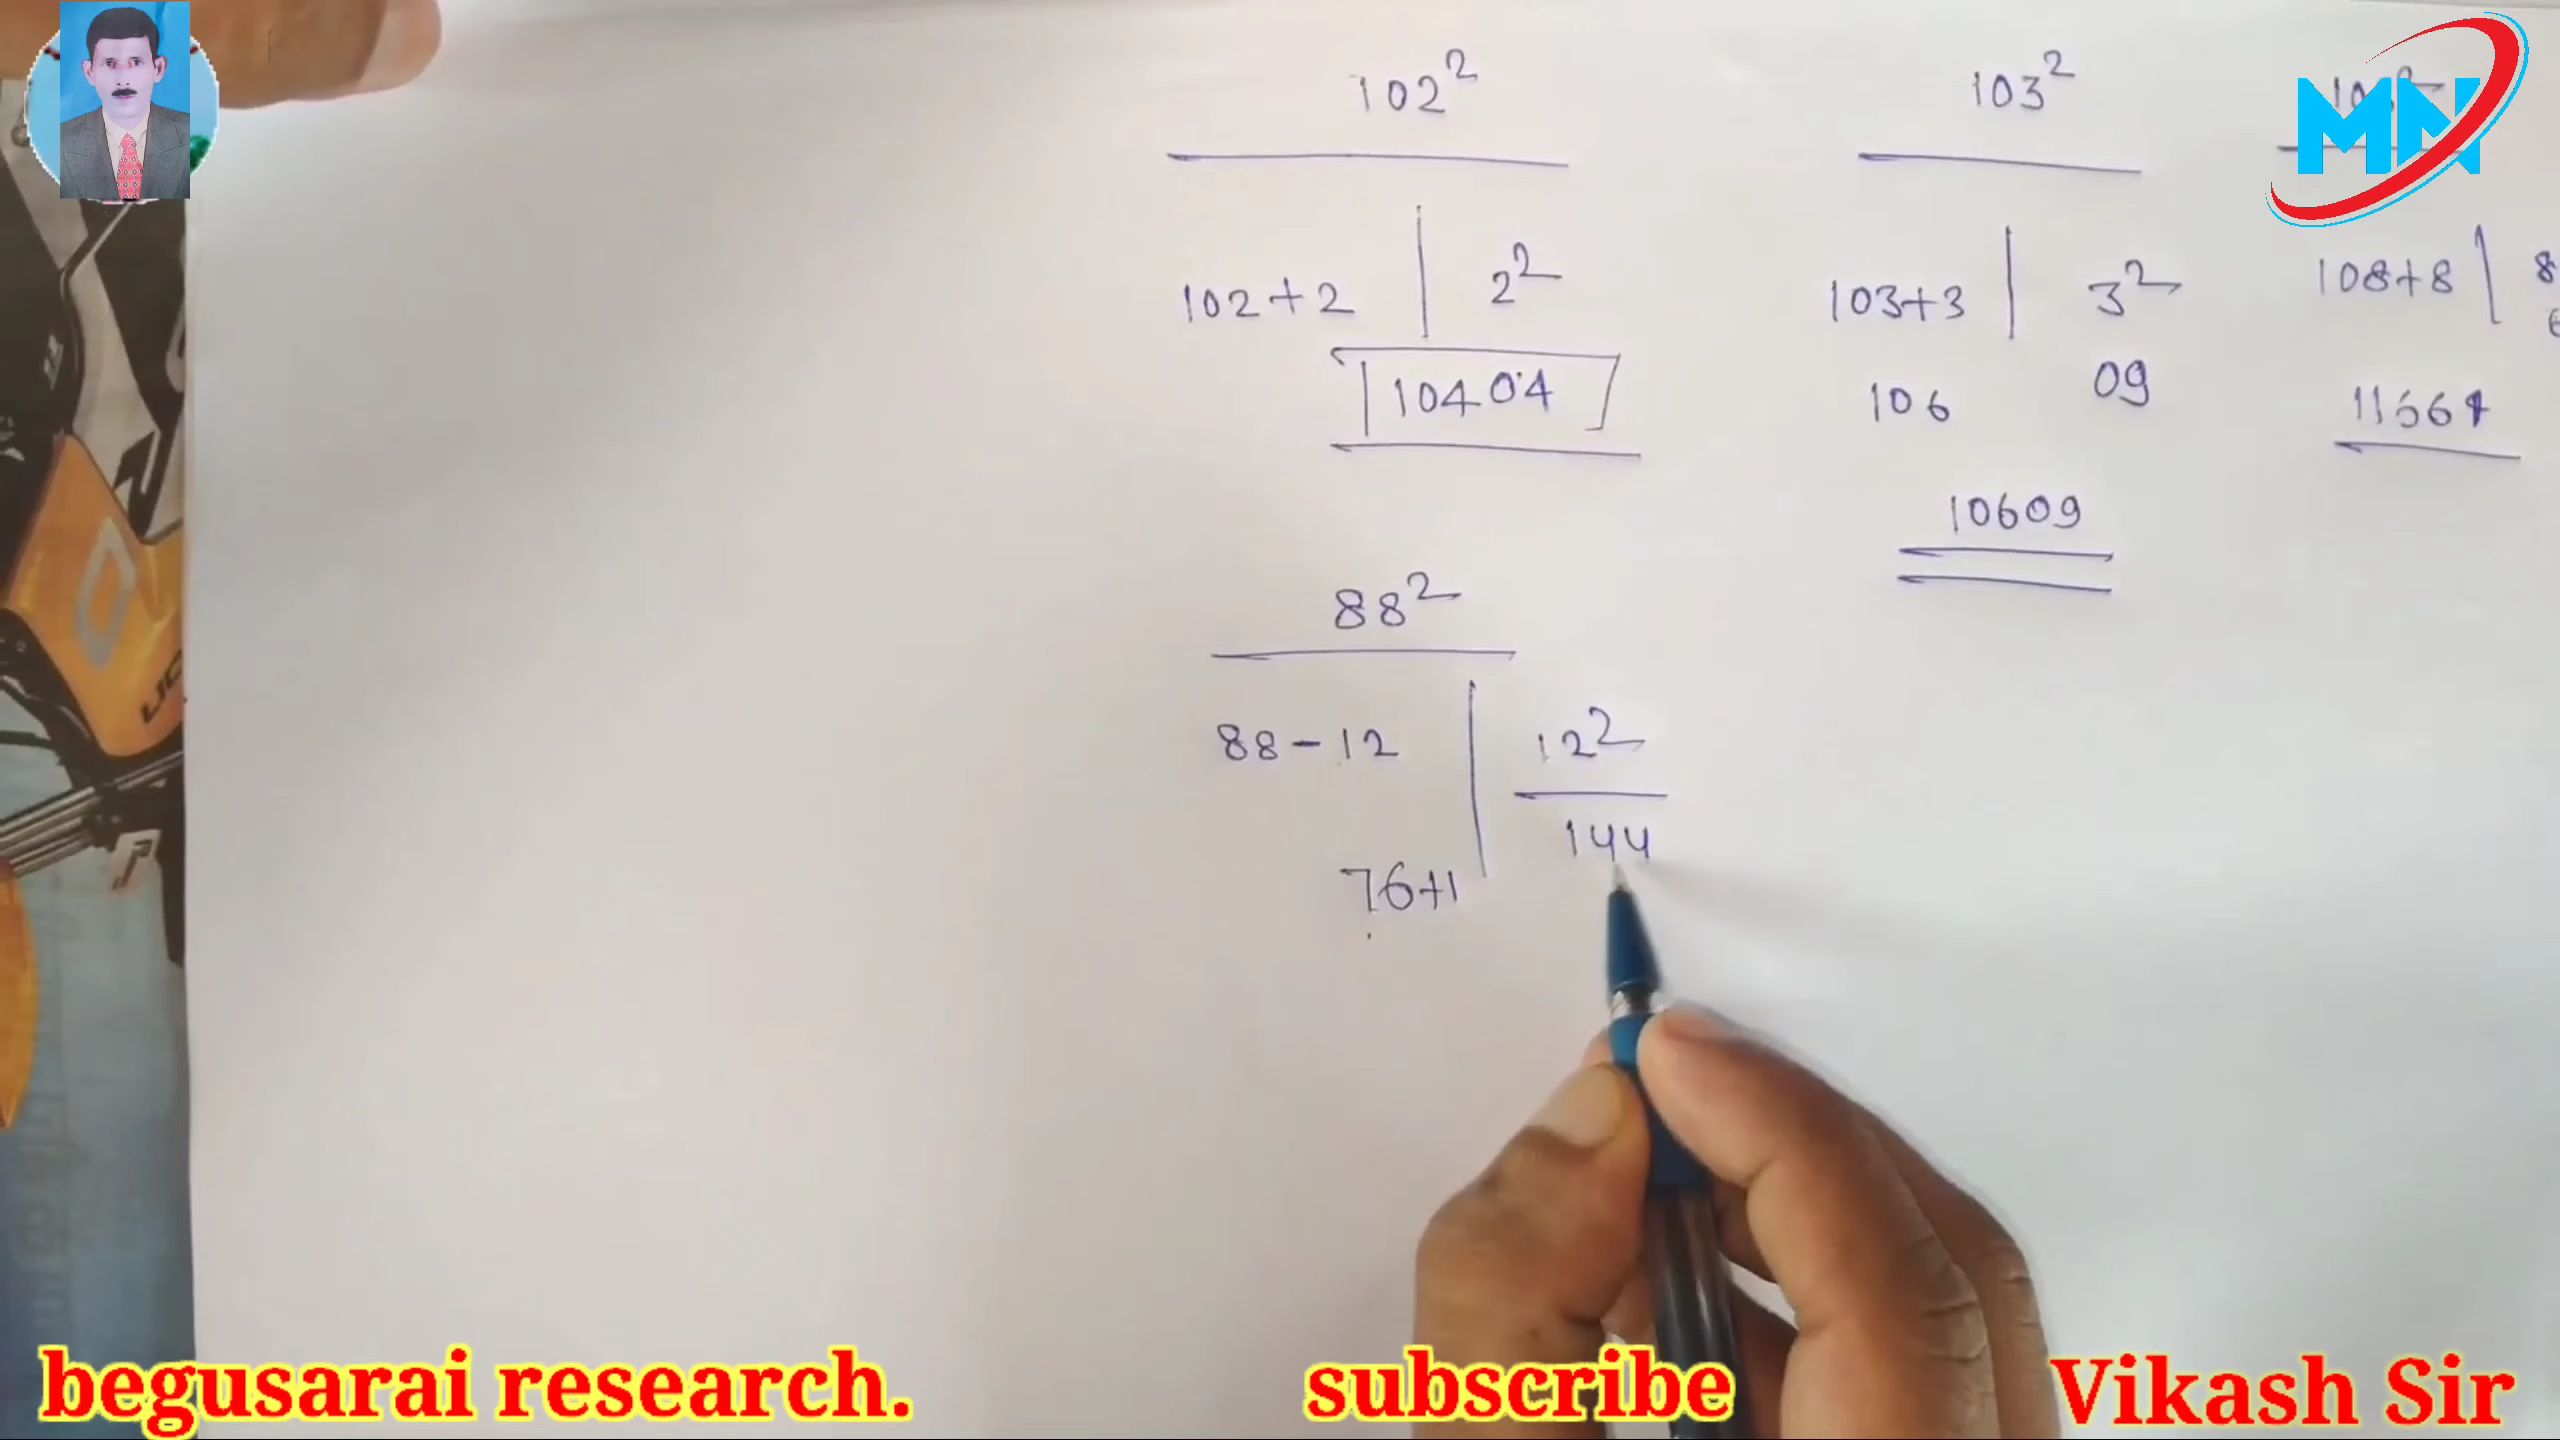 102²
102+2 | 2²
10404
103²
103+3 | 3²
106 09
10609
108+8 | 8
11664
88²
88-12 | 12²
144
76+1
MN
begusarai research. subscribe Vikash Sir